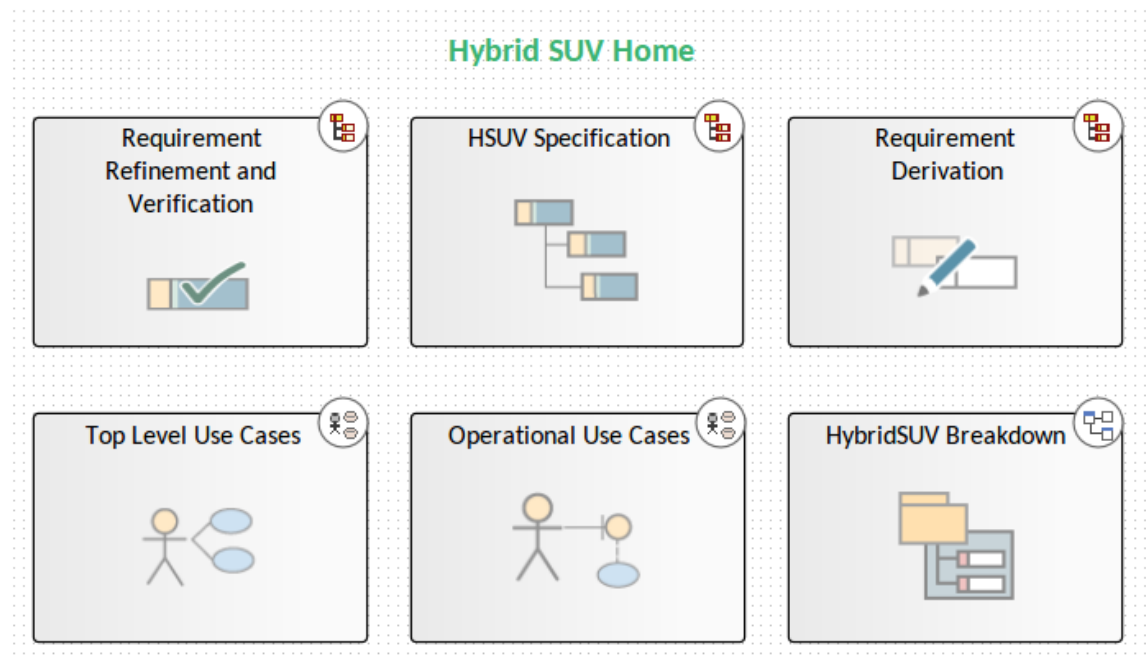 Hybrid SUV Home
Requirement
Refinement and
Verification
HSUV Specification
Requirement
Derivation
Top Level Use Cases
Operational Use Cases
HybridSUV Breakdown